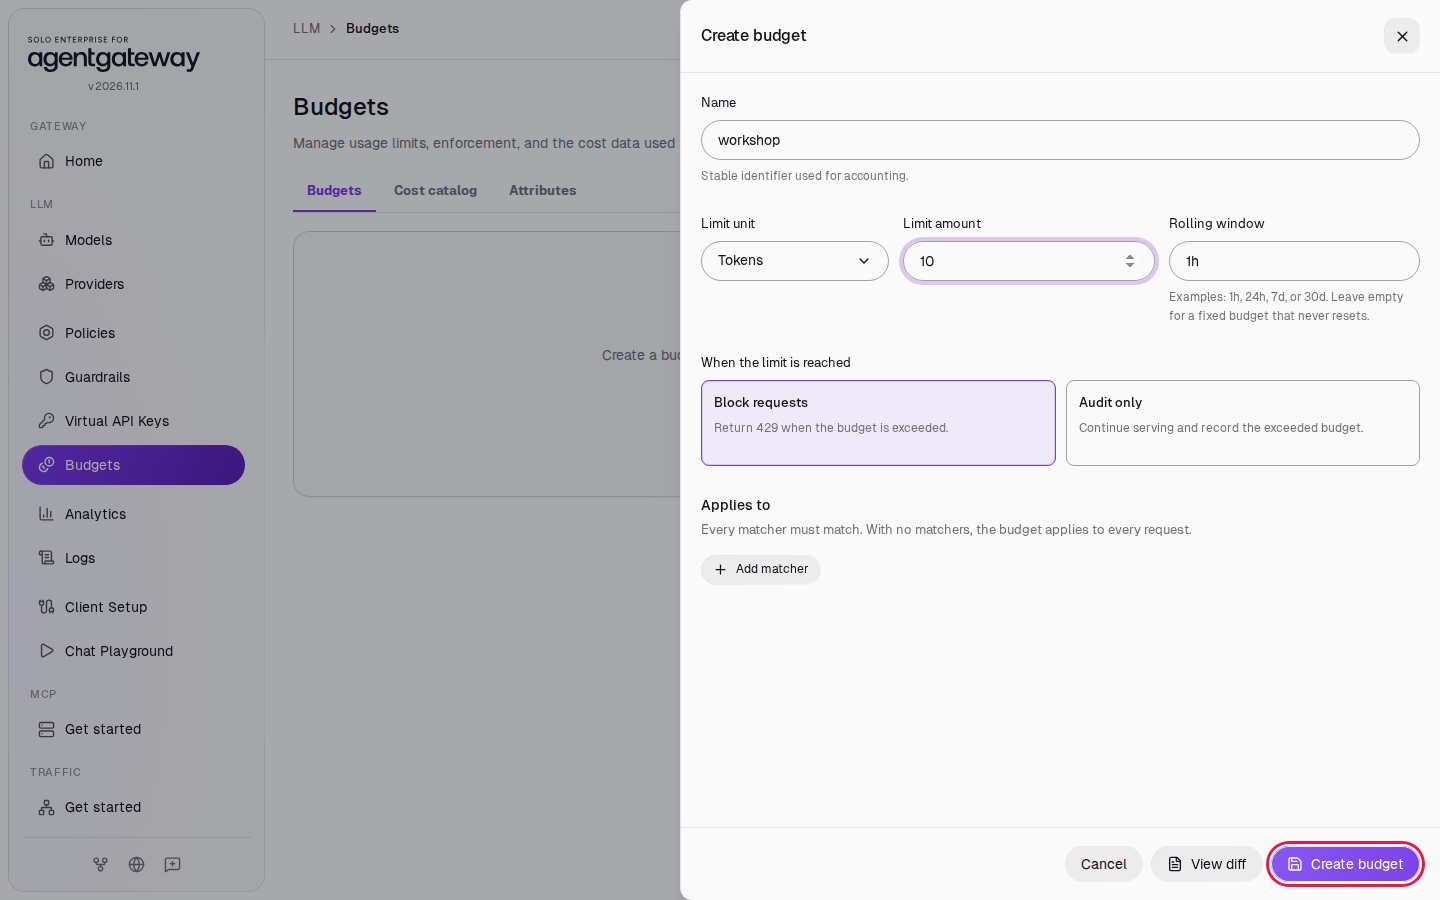 SOLO ENTERPRISE FOR
agentgateway
v2026.11.1
GATEWAY
Home
LLM
Models
Providers
Policies
Guardrails
Virtual API Keys
Budgets
Analytics
Logs
Client Setup
Chat Playground
MCP
Get started
TRAFFIC
Get started
LLM > Budgets
Budgets
Manage usage limits, enforcement, and the cost data used
Budgets Cost catalog Attributes
Create a bud
Create budget
Name
workshop
Stable identifier used for accounting.
Limit unit Limit amount Rolling window
Tokens 10 1h
Examples: 1h, 24h, 7d, or 30d. Leave empty
for a fixed budget that never resets.
When the limit is reached
Block requests Audit only
Return 429 when the budget is exceeded. Continue serving and record the exceeded budget.
Applies to
Every matcher must match. With no matchers, the budget applies to every request.
+ Add matcher
Cancel View diff Create budget